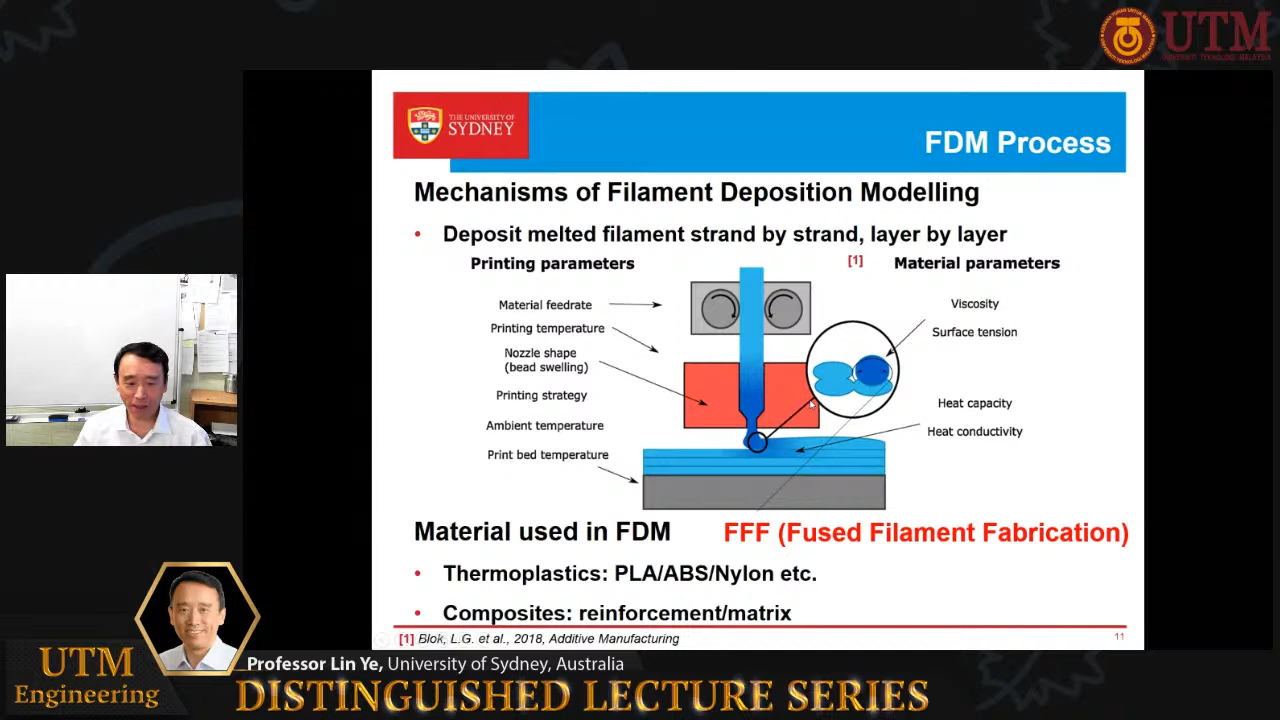 UTM
UNIVERSITI TEKNOLOGI MALAYSIA
THE UNIVERSITY OF
SYDNEY
FDM Process
Mechanisms of Filament Deposition Modelling
• Deposit melted filament strand by strand, layer by layer
Printing parameters
[1]
Material parameters
Material feedrate
Printing temperature
Nozzle shape
(bead swelling)
Printing strategy
Ambient temperature
Print bed temperature
Viscosity
Surface tension
Heat capacity
Heat conductivity
Material used in FDM
FFF (Fused Filament Fabrication)
• Thermoplastics: PLA/ABS/Nylon etc.
• Composites: reinforcement/matrix
[1] Blok, L.G. et al., 2018, Additive Manufacturing
11
UTM
Engineering
Professor Lin Ye, University of Sydney, Australia
DISTINGUISHED LECTURE SERIES